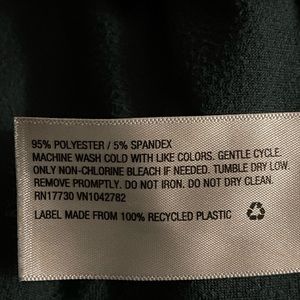 95% POLYESTER / 5% SPANDEX
MACHINE WASH COLD WITH LIKE COLORS. GENTLE CYCLE.
ONLY NON-CHLORINE BLEACH IF NEEDED. TUMBLE DRY LOW.
REMOVE PROMPTLY. DO NOT IRON. DO NOT DRY CLEAN.
RN17730 VN1042782
LABEL MADE FROM 100% RECYCLED PLASTIC